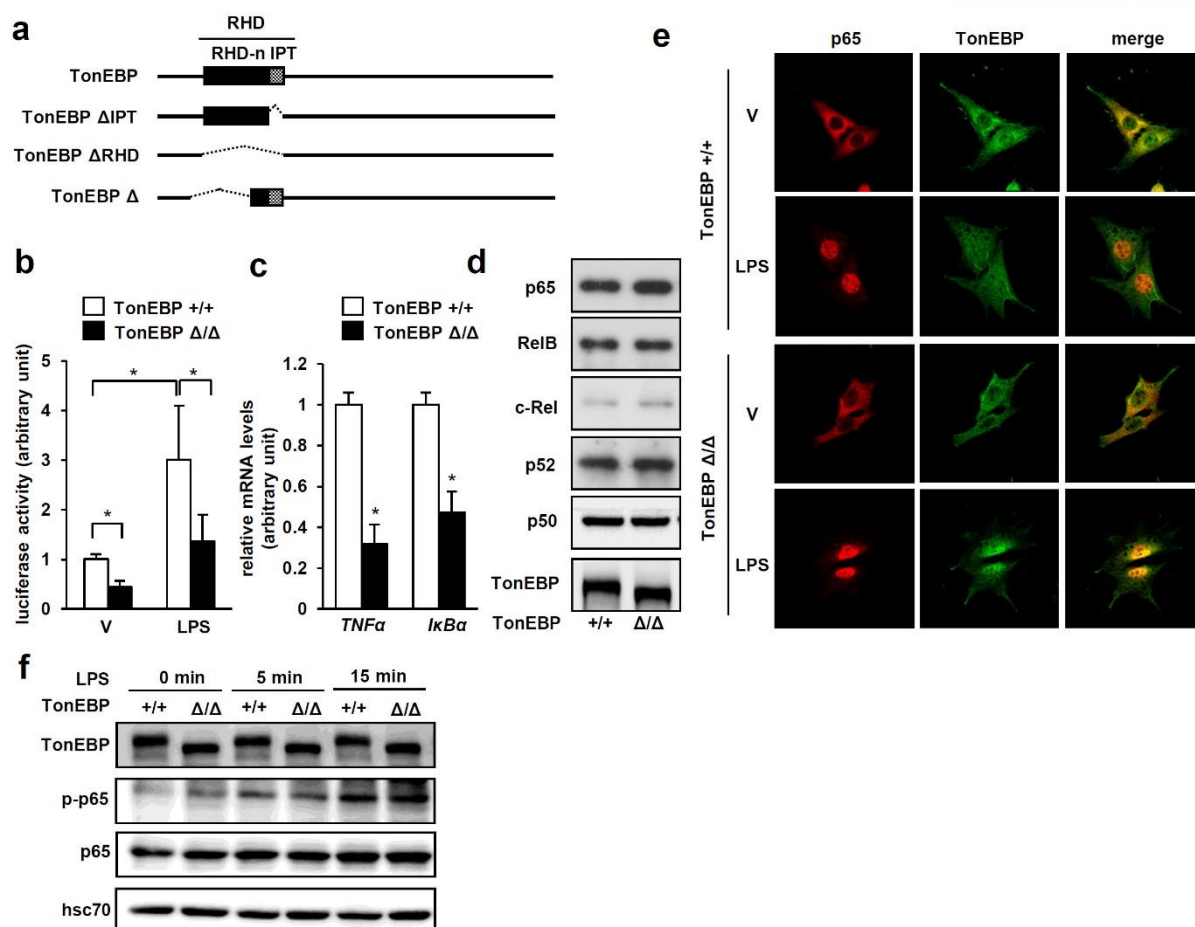 a
RHD
RHD-n IPT
TonEBP
TonEBP ΔIPT
TonEBP ΔRHD
TonEBP Δ
b
TonEBP +/+
TonEBP Δ/Δ
luciferase activity (arbitrary unit)
5
4
3
2
1
0
*
*
*
V
LPS
c
TonEBP +/+
TonEBP Δ/Δ
relative mRNA levels
(arbitrary unit)
1.2
1
0.8
0.6
0.4
0.2
0
*
*
TNFα
IκBα
d
p65
RelB
c-Rel
p52
p50
TonEBP
TonEBP +/+ Δ/Δ
e
p65 TonEBP merge
TonEBP +/+
V
LPS
TonEBP Δ/Δ
V
LPS
f
LPS 0 min 5 min 15 min
TonEBP +/+ Δ/Δ +/+ Δ/Δ +/+ Δ/Δ
TonEBP
p-p65
p65
hsc70